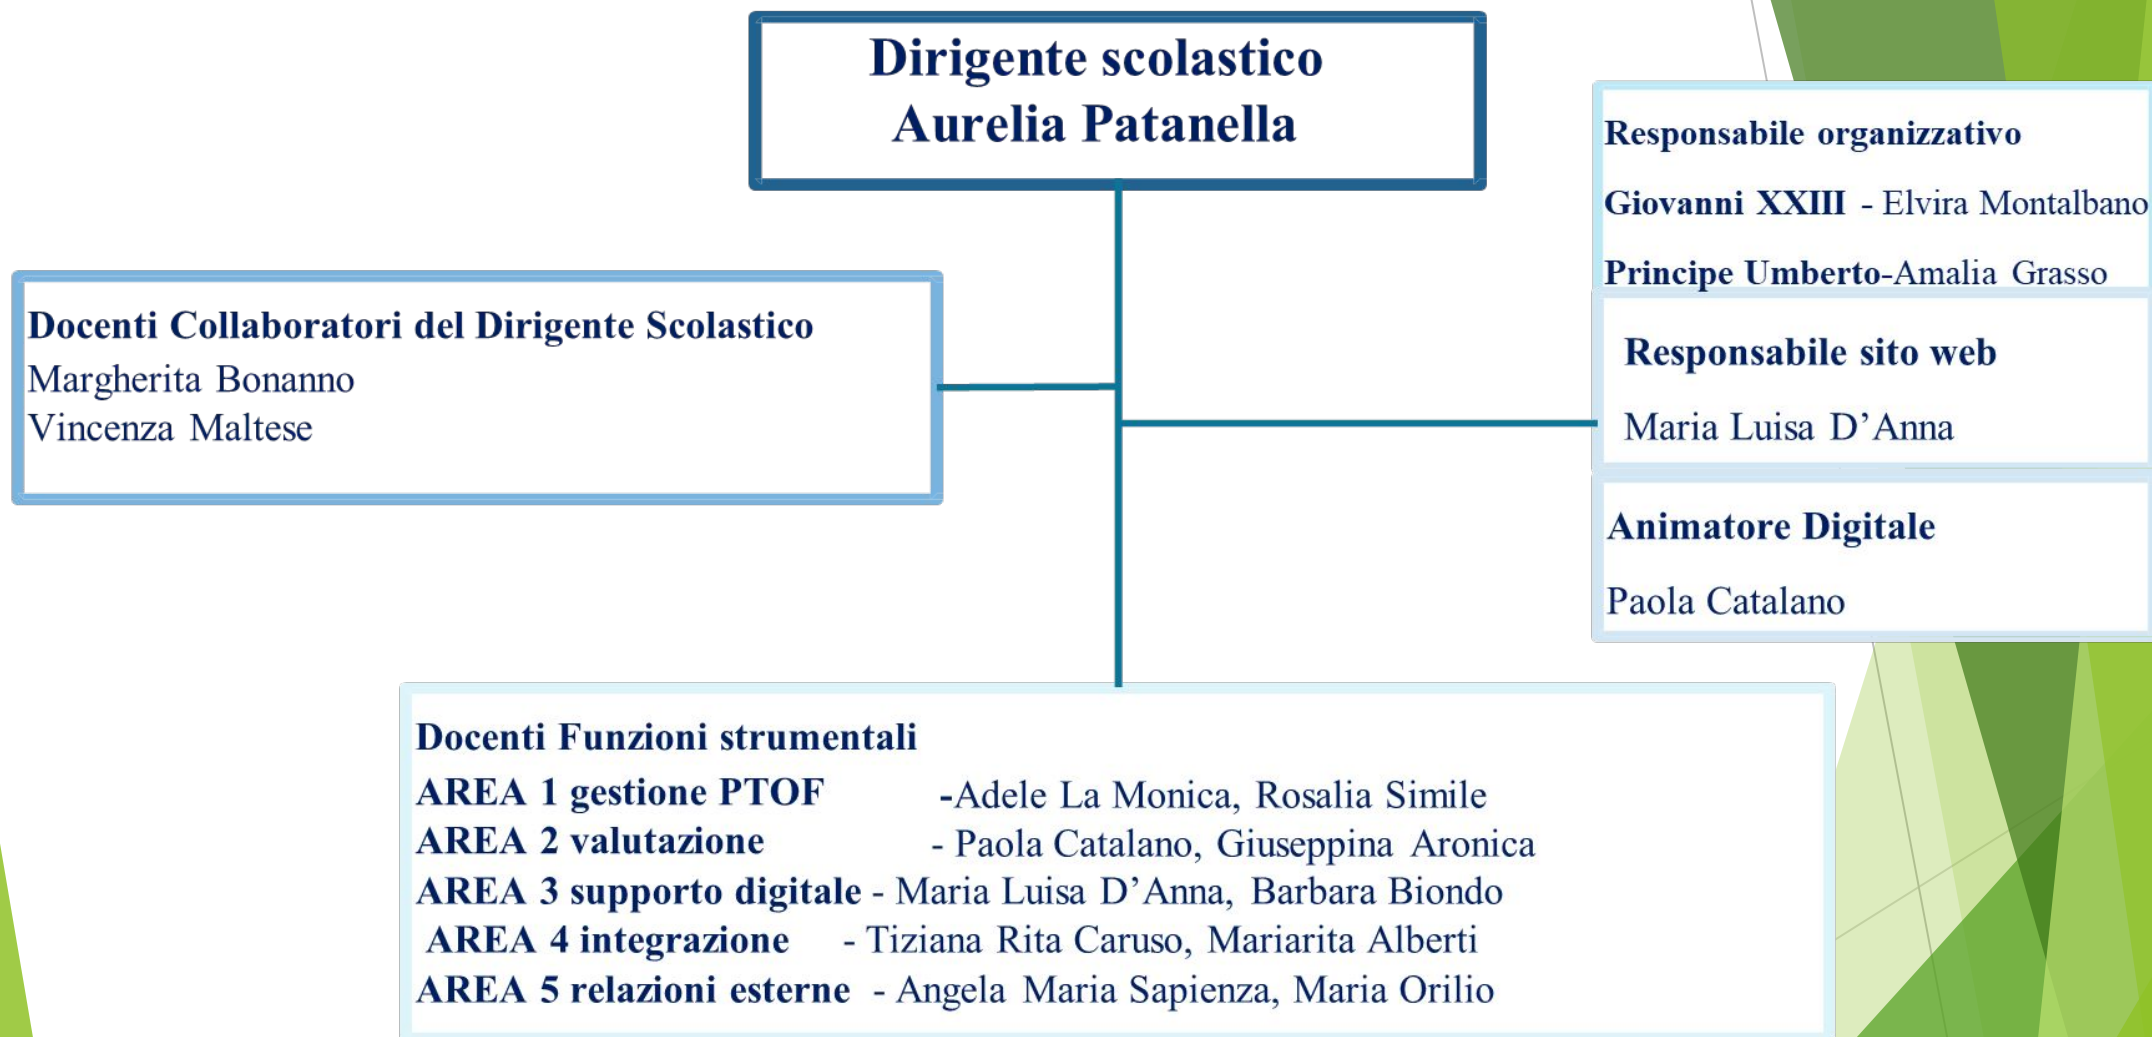 Dirigente scolastico
Aurelia Patanella
Responsabile organizzativo
Giovanni XXIII - Elvira Montalbano
Principe Umberto-Amalia Grasso
Docenti Collaboratori del Dirigente Scolastico
Margherita Bonanno
Vincenza Maltese
Responsabile sito web
Maria Luisa D’Anna
Animatore Digitale
Paola Catalano
Docenti Funzioni strumentali
AREA 1 gestione PTOF -Adele La Monica, Rosalia Simile
AREA 2 valutazione - Paola Catalano, Giuseppina Aronica
AREA 3 supporto digitale - Maria Luisa D’Anna, Barbara Biondo
AREA 4 integrazione - Tiziana Rita Caruso, Mariarita Alberti
AREA 5 relazioni esterne - Angela Maria Sapienza, Maria Orilio